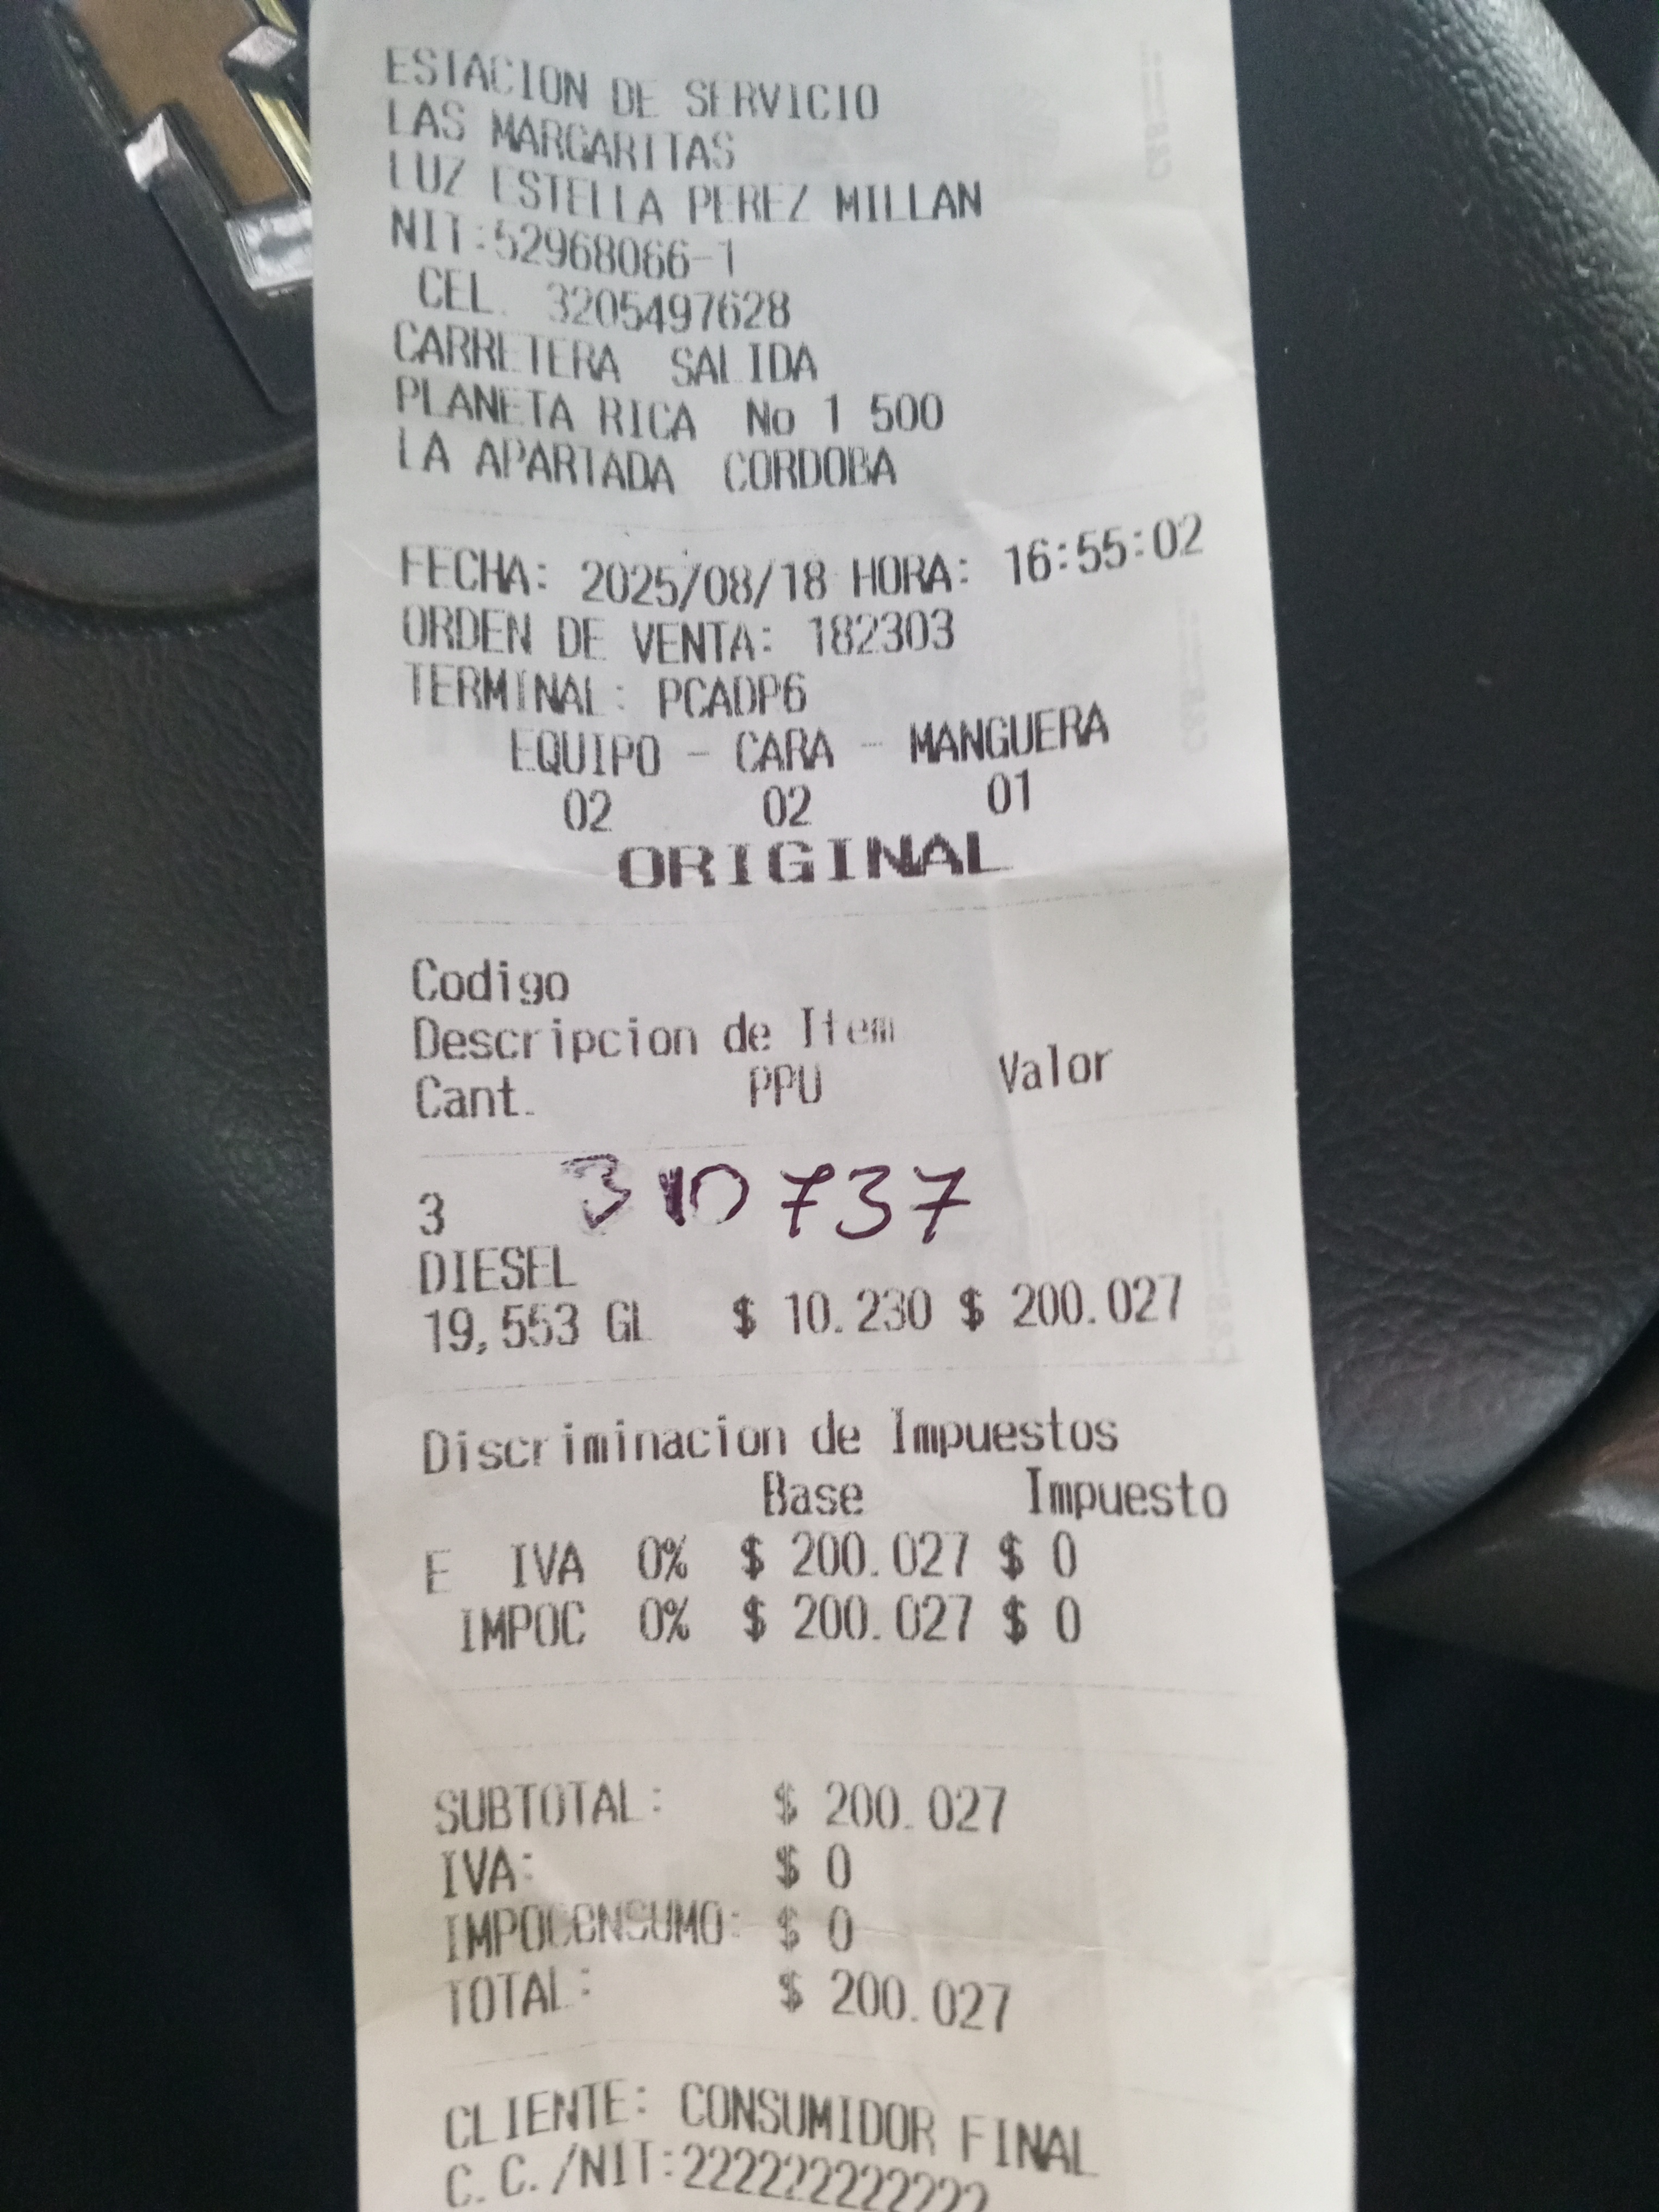 ESTACION DE SERVICIO
LAS MARGARITAS
LUZ ESTELLA PEREZ MILLAN
NIT:52968066-1
CEL. 3205497628
CARRETERA SALIDA
PLANETA RICA No 1 500
LA APARTADA CORDOBA
FECHA: 2025/08/18 HORA: 16:55:02
ORDEN DE VENTA: 182303
TERMINAL: PCADP6
EQUIPO - CARA - MANGUERA
02 02 01
ORIGINAL
Codigo
Descripcion de Item
Cant. PPU Valor
3 310737
DIESEL
19,553 GL $ 10.230 $ 200.027
Discriminacion de Impuestos
Base Impuesto
E IVA 0% $ 200.027 $ 0
IMPOC 0% $ 200.027 $ 0
SUBTOTAL: $ 200.027
IVA: $ 0
IMPOCONSUMO: $ 0
TOTAL: $ 200.027
CLIENTE: CONSUMIDOR FINAL
C.C./NIT:222222222222